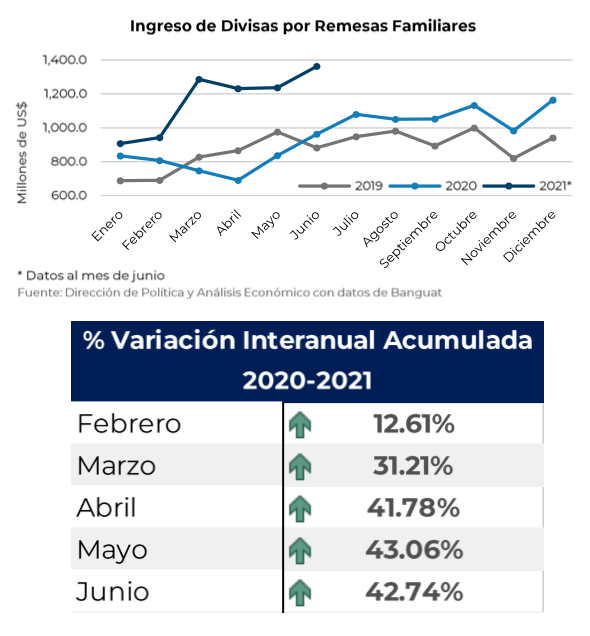 Ingreso de Divisas por Remesas Familiares
Millones de US$
1,400.0
1,200.0
1,000.0
800.0
600.0
2019 2020 2021*
Enero Febrero Marzo Abril Mayo Junio Julio Agosto Septiembre Octubre Noviembre Diciembre
* Datos al mes de junio
Fuente: Dirección de Política y Análisis Económico con datos de Banguat
% Variación Interanual Acumulada
2020-2021
Febrero 12.61%
Marzo 31.21%
Abril 41.78%
Mayo 43.06%
Junio 42.74%